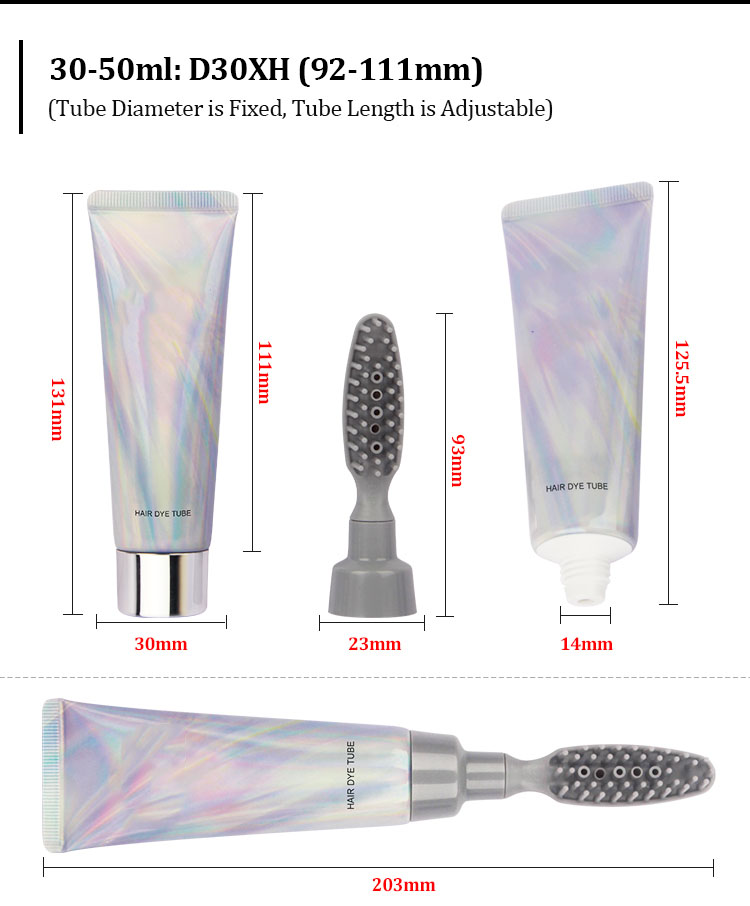 30-50ml: D30XH (92-111mm)
(Tube Diameter is Fixed, Tube Length is Adjustable)
131mm
111mm
HAIR DYE TUBE
30mm
93mm
23mm
125.5mm
HAIR DYE TUBE
14mm
HAIR DYE TUBE
203mm